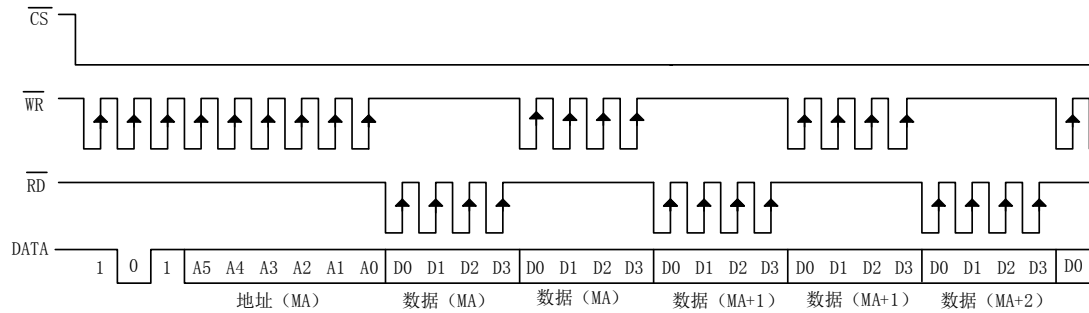 CS
WR
RD
DATA
1 0 1 A5 A4 A3 A2 A1 A0 D0 D1 D2 D3 D0 D1 D2 D3 D0 D1 D2 D3 D0 D1 D2 D3 D0 D1 D2 D3 D0
地址（MA） 数据（MA） 数据（MA） 数据（MA+1） 数据（MA+1） 数据（MA+2）